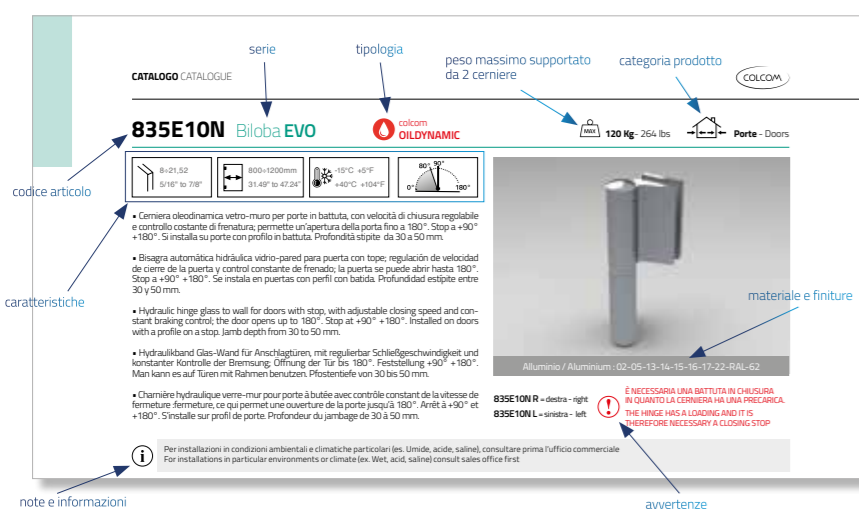 serie
tipologia
peso massimo supportato
da 2 cerniere
categoria prodotto
CATALOGO CATALOGUE
COLCOM
835E10N Biloba EVO
colcom
OILDYNAMIC
MAX
120 Kg - 264 lbs
Porte - Doors
codice articolo
8÷21,52
5/16" to 7/8"
800÷1200mm
31.49" to 47.24"
-15°C +5°F
+40°C +104°F
80° 90°
0° 180°
▪ Cerniera oleodinamica vetro-muro per porte in battuta, con velocità di chiusura regolabile
e controllo costante di frenatura; permette un'apertura della porta fino a 180°. Stop a +90°
+180°. Si installa su porte con profilo in battuta. Profondità stipite da 30 a 50 mm.
▪ Bisagra automática hidráulica vidrio-pared para puerta con tope; regulación de velocidad
de cierre de la puerta y control constante de frenado; la puerta se puede abrir hasta 180°.
Stop a +90° +180°. Se instala en puertas con perfil con batida. Profundidad estípite entre
30 y 50 mm.
caratteristiche
▪ Hydraulic hinge glass to wall for doors with stop, with adjustable closing speed and con-
stant braking control; the door opens up to 180°. Stop at +90° +180°. Installed on doors
with a profile on a stop. Jamb depth from 30 to 50 mm.
▪ Hydraulikband Glas-Wand für Anschlagtüren, mit regulierbar Schließgeschwindigkeit und
konstanter Kontrolle der Bremsung; Öffnung der Tür bis 180°. Feststellung +90° +180°.
Man kann es auf Türen mit Rahmen benutzen. Pfostentiefe von 30 bis 50 mm.
▪ Charnière hydraulique verre-mur pour porte à butée avec contrôle constant de la vitesse de
fermeture :fermeture, ce qui permet une ouverture de la porte jusqu'à 180°. Arrêt à +90° et
+180°. S'installe sur profil de porte. Profondeur du jambage de 30 à 50 mm.
materiale e finiture
Alluminio / Aluminium : 02-05-13-14-15-16-17-22-RAL-62
835E10N R = destra - right
835E10N L = sinistra - left
È NECESSARIA UNA BATTUTA IN CHIUSURA
IN QUANTO LA CERNIERA HA UNA PRECARICA.
THE HINGE HAS A LOADING AND IT IS
THEREFORE NECESSARY A CLOSING STOP
Per installazioni in condizioni ambientali e climatiche particolari (es. Umide, acide, saline), consultare prima l'ufficio commerciale
For installations in particular environments or climate (ex. Wet, acid, saline) consult sales office first
note e informazioni
avvertenze